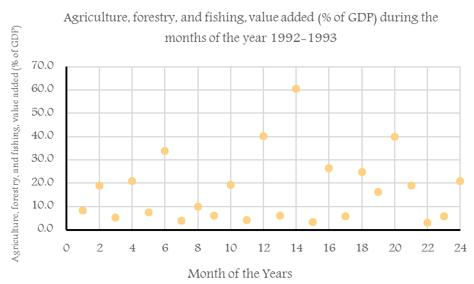 Agriculture, forestry, and fishing, value added (% of GDP) during the
months of the year 1992-1993
Agriculture, forestry, and fishing, value added (% of GDP)
70.0
60.0
50.0
40.0
30.0
20.0
10.0
0.0
0 2 4 6 8 10 12 14 16 18 20 22 24
Month of the Years